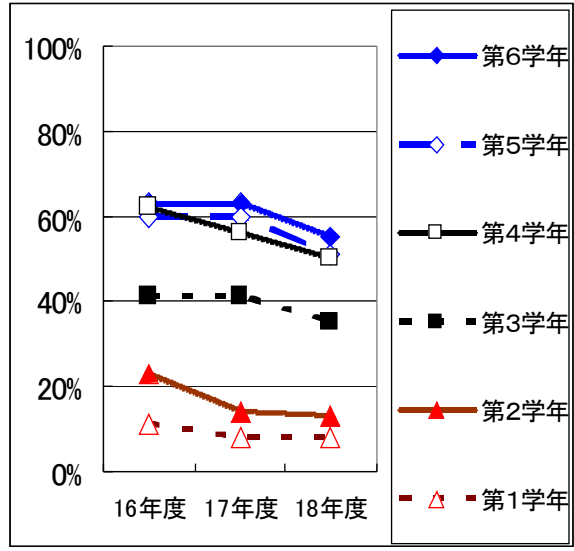 100%
80%
60%
40%
20%
0%
16年度 17年度 18年度
第6学年
第5学年
第4学年
第3学年
第2学年
第1学年